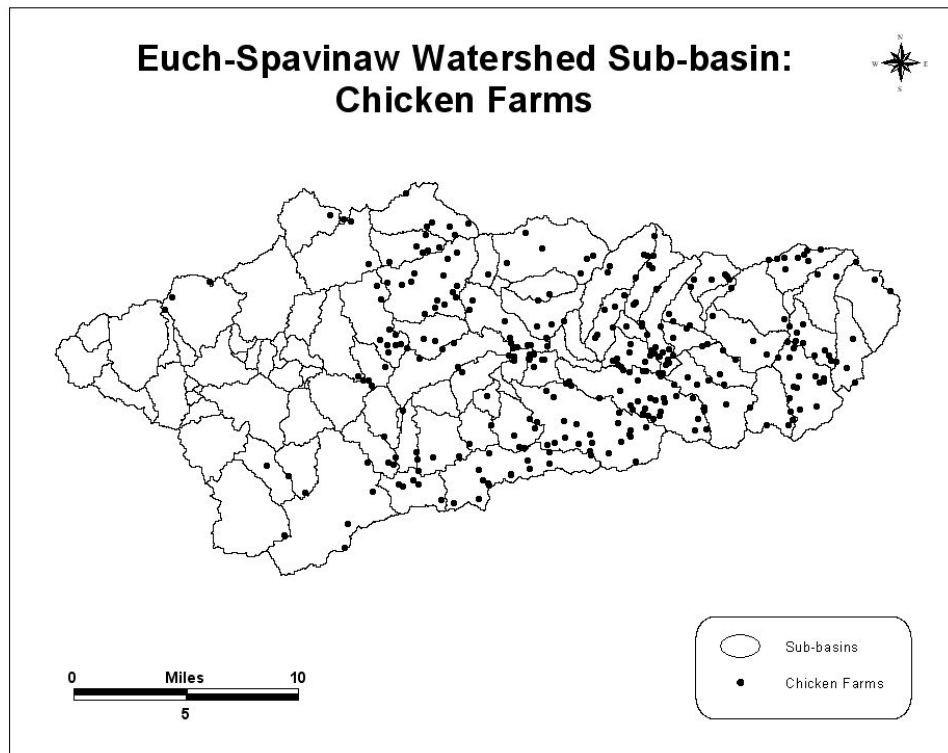 Euch-Spavinaw Watershed Sub-basin:
Chicken Farms
N
W E
S
0 Miles 10
5
Sub-basins
Chicken Farms